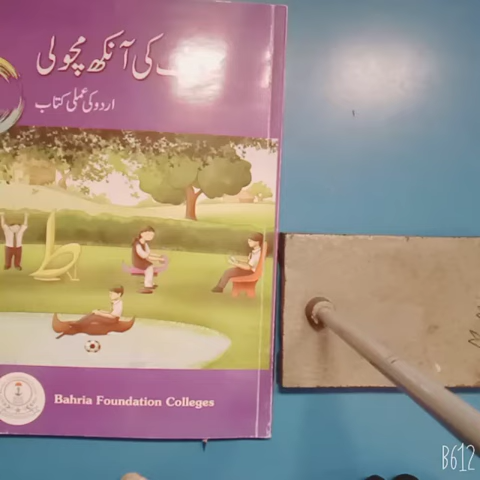 کی آنکھ مچولی
اردو کی عملی کتاب
Bahria Foundation Colleges
B612